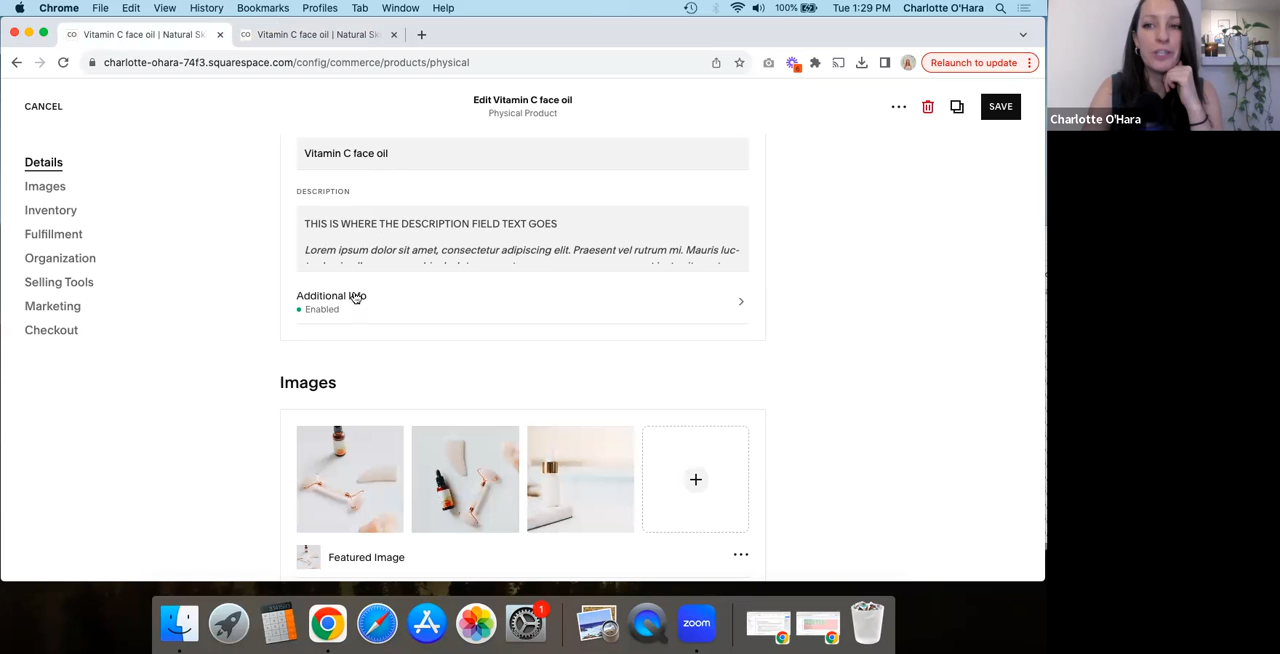 Chrome File Edit View History Bookmarks Profiles Tab Window Help 100% Tue 1:29 PM Charlotte O'Hara
CO Vitamin C face oil | Natural Sk CO Vitamin C face oil | Natural Sk
charlotte-ohara-74f3.squarespace.com/config/commerce/products/physical Relaunch to update
CANCEL
Edit Vitamin C face oil
Physical Product
SAVE
Charlotte O'Hara
Details
Images
Inventory
Fulfillment
Organization
Selling Tools
Marketing
Checkout
Vitamin C face oil
DESCRIPTION
THIS IS WHERE THE DESCRIPTION FIELD TEXT GOES
Lorem ipsum dolor sit amet, consectetur adipiscing elit. Praesent vel rutrum mi. Mauris luc-
Additional Info
Enabled
Images
Featured Image
1
zoom